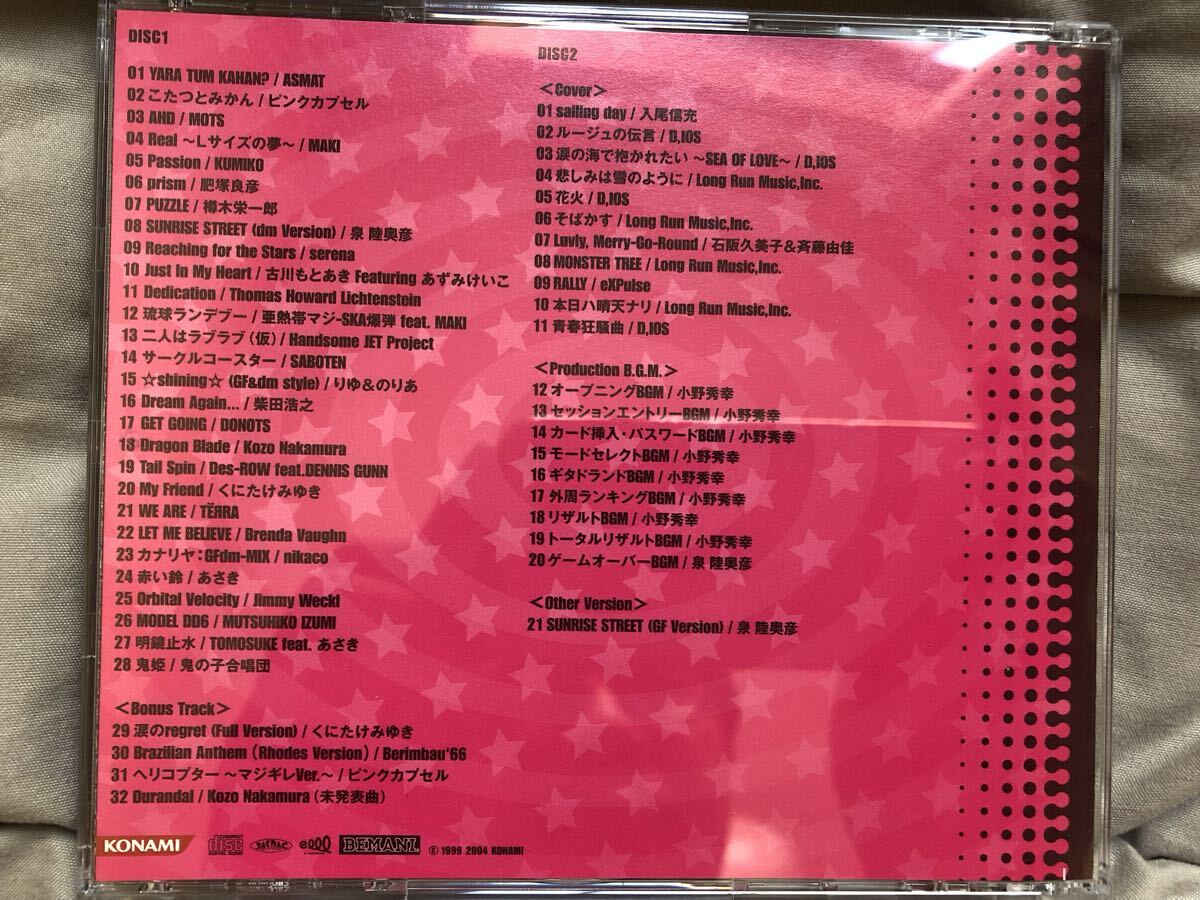 DISC1
01 YARA TUM KAHAN? / ASMAT
02 こたつとみかん / ピンクカプセル
03 AHD / MOTS
04 Real ～Lサイズの夢～ / MAKI
05 Passion / KUMIKO
06 prism / 肥塚良彦
07 PUZZLE / 樽木栄一郎
08 SUNRISE STREET (dm Version) / 泉 陸奥彦
09 Reaching for the Stars / serena
10 Just In My Heart / 古川もとあき Featuring あずみけいこ
11 Dedication / Thomas Howard Lichtenstein
12 琉球ランデブー / 亜熱帯マジ-SKA爆弾 feat. MAKI
13 二人はラブラブ（仮）/ Handsome JET Project
14 サークルコースター / SABOTEN
15 ☆shining☆ (GF&dm style) / りゆ＆のりあ
16 Dream Again... / 柴田浩之
17 GET GOING / DONOTS
18 Dragon Blade / Kozo Nakamura
19 Tail Spin / Des-ROW feat.DENNIS GUNN
20 My Friend / くにたけみゆき
21 WE ARE / TЁЯRA
22 LET ME BELIEVE / Brenda Vaughn
23 カナリヤ：GFdm-MIX / nikaco
24 赤い鈴 / あさき
25 Orbital Velocity / Jimmy Weckl
26 MODEL DD6 / MUTSUHIKO IZUMI
27 明鏡止水 / TOMOSUKE feat. あさき
28 鬼姫 / 鬼の子合唱団
＜Bonus Track＞
29 涙のregret (Full Version) / くにたけみゆき
30 Brazilian Anthem (Rhodes Version) / Berimbau'66
31 ヘリコプター ～マジギレVer.～ / ピンクカプセル
32 Durandal / Kozo Nakamura（未発表曲）
DISC2
＜Cover＞
01 sailing day / 入尾信充
02 ルージュの伝言 / D,IOS
03 涙の海で抱かれたい ～SEA OF LOVE～ / D,IOS
04 悲しみは雪のように / Long Run Music,Inc.
05 花火 / D,IOS
06 そばかす / Long Run Music,Inc.
07 Luvly, Merry-Go-Round / 石阪久美子＆斉藤由佳
08 MONSTER TREE / Long Run Music,Inc.
09 RALLY / eXPulse
10 本日ハ晴天ナリ / Long Run Music,Inc.
11 青春狂騒曲 / D,IOS
＜Production B.G.M.＞
12 オープニングBGM / 小野秀幸
13 セッションエントリーBGM / 小野秀幸
14 カード挿入・パスワードBGM / 小野秀幸
15 モードセレクトBGM / 小野秀幸
16 ギタドランドBGM / 小野秀幸
17 外周ランキングBGM / 小野秀幸
18 リザルトBGM / 小野秀幸
19 トータルリザルトBGM / 小野秀幸
20 ゲームオーバーBGM / 泉 陸奥彦
＜Other Version＞
21 SUNRISE STREET (GF Version) / 泉 陸奥彦
KONAMI COMPACT disc DIGITAL AUDIO JASRAC BEMANI ℗ 1999 2004 KONAMI